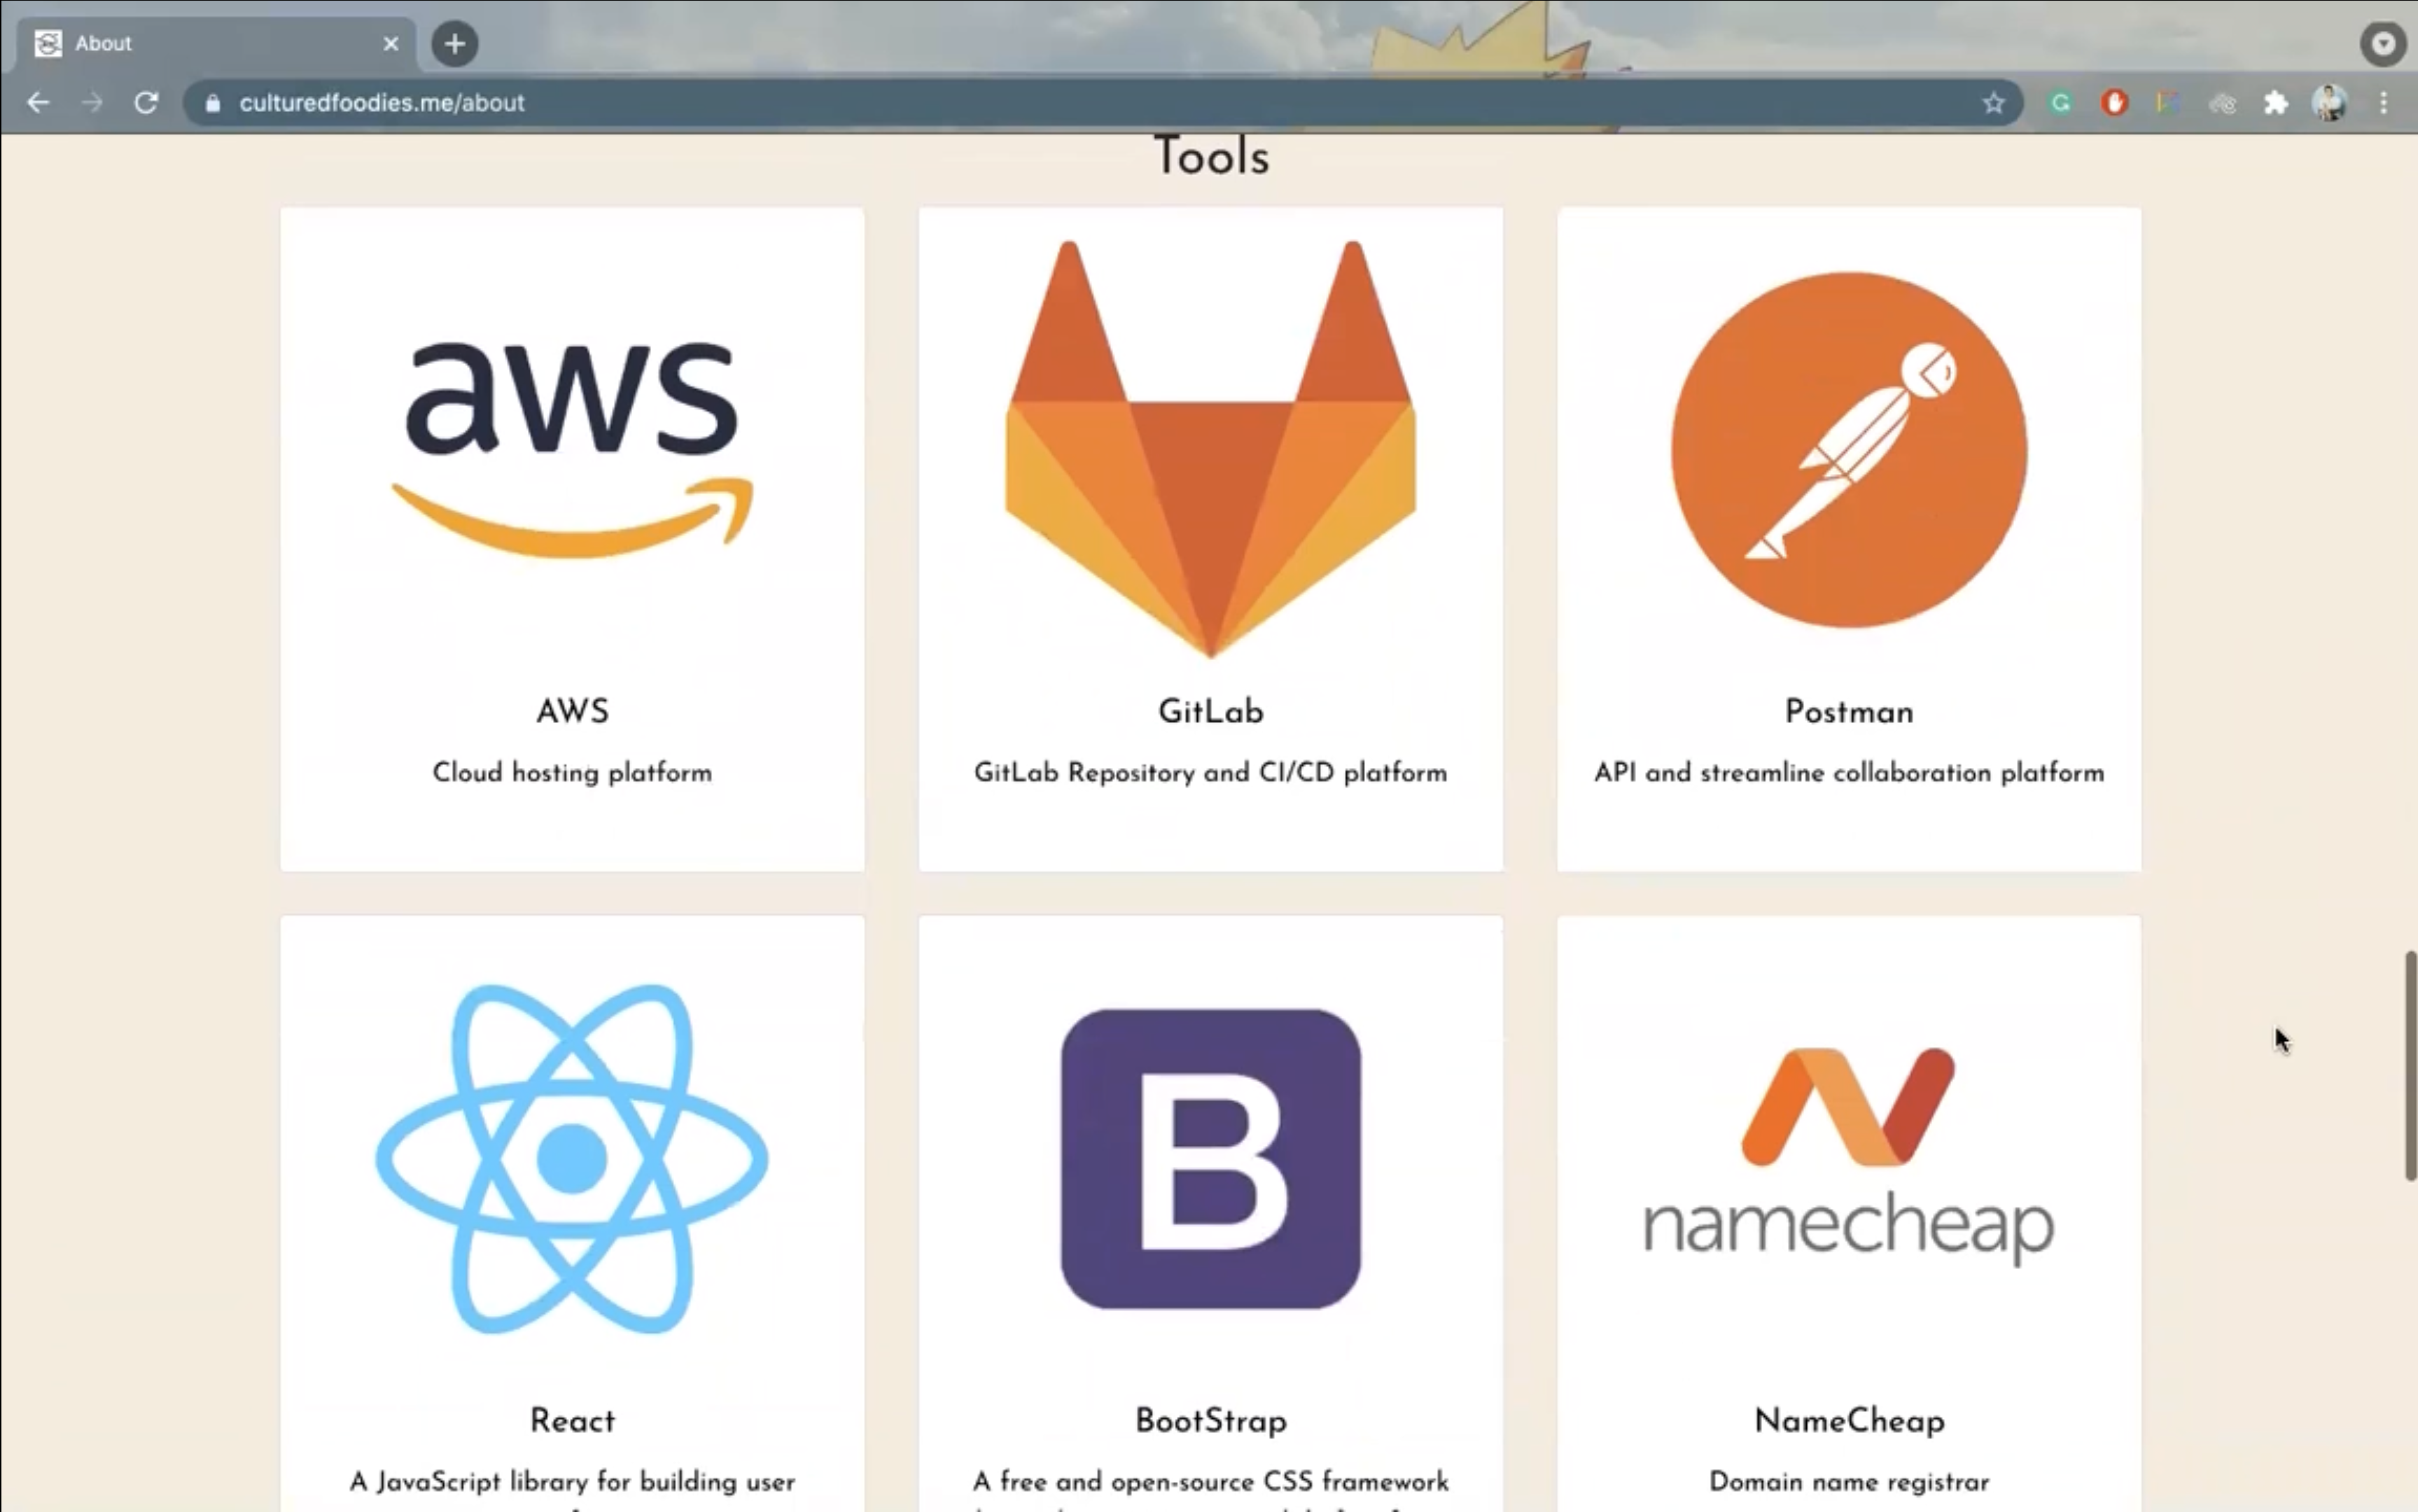 About
culturedfoodies.me/about
Tools
aws
AWS
Cloud hosting platform
GitLab
GitLab Repository and CI/CD platform
Postman
API and streamline collaboration platform
B
namecheap
React
A JavaScript library for building user
BootStrap
A free and open-source CSS framework
NameCheap
Domain name registrar